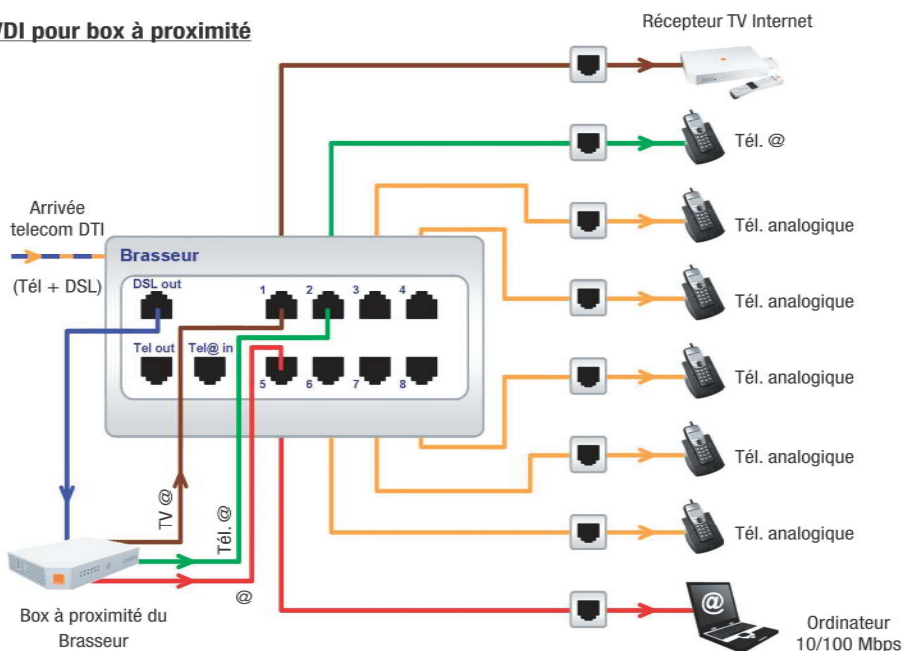 VDI pour box à proximité
Récepteur TV Internet
Tél. @
Arrivée
telecom DTI
(Tél + DSL)
Brasseur
DSL out
1
2
3
4
Tel out
Tel@ in
5
6
7
8
Tél. analogique
Tél. analogique
Tél. analogique
Tél. analogique
Tél. analogique
TV @
Tél. @
@
Box à proximité du
Brasseur
@
Ordinateur
10/100 Mbps